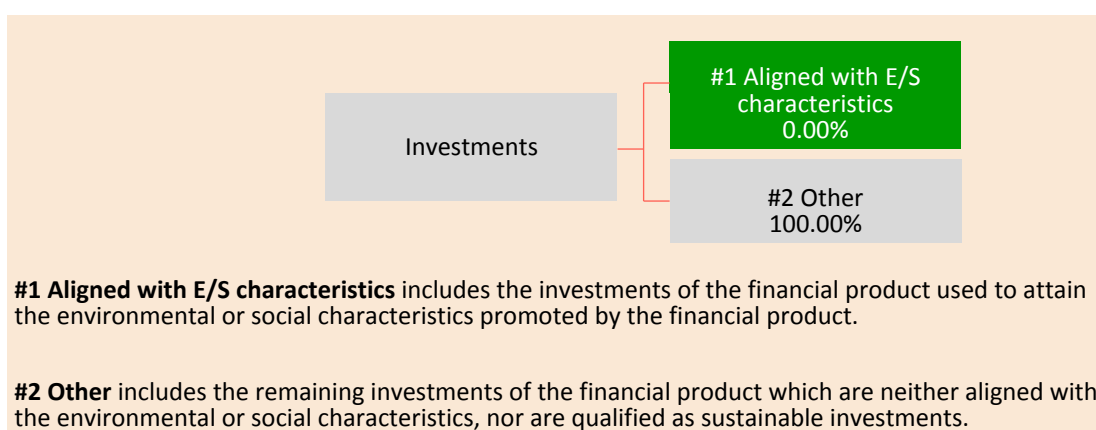 #1 Aligned with E/S
characteristics
0.00%
Investments
#2 Other
100.00%
#1 Aligned with E/S characteristics includes the investments of the financial product used to attain
the environmental or social characteristics promoted by the financial product.
#2 Other includes the remaining investments of the financial product which are neither aligned with
the environmental or social characteristics, nor are qualified as sustainable investments.